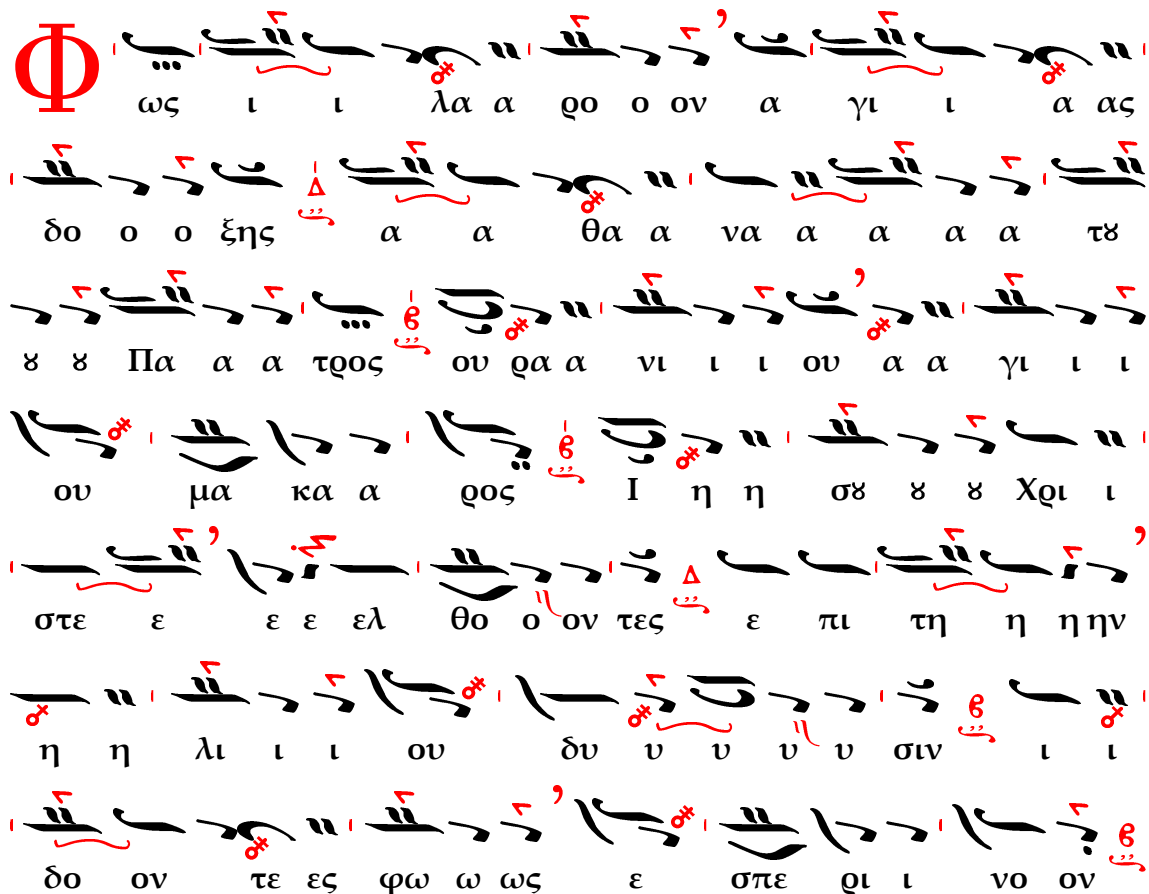 Φ ως ι ι λα α ρο ο ον α γι ι α ας
δο ο ο ξης Δ α α θα α να α α α α τȣ
ȣ ȣ Πα α α τρος ου ρα α νι ι ι ου α α γι ι ι
ου μα κα α ρος Ι η η σȣ ȣ ȣ Χρι ι
στε ε ε ε ελ θο ο ον τες Δ ε πι τη η η ην
η η λι ι ι ου δυ υ υ υ υ σιν ι ι
δο ον τε ες φω ω ως ε σπε ρι ι νο ον